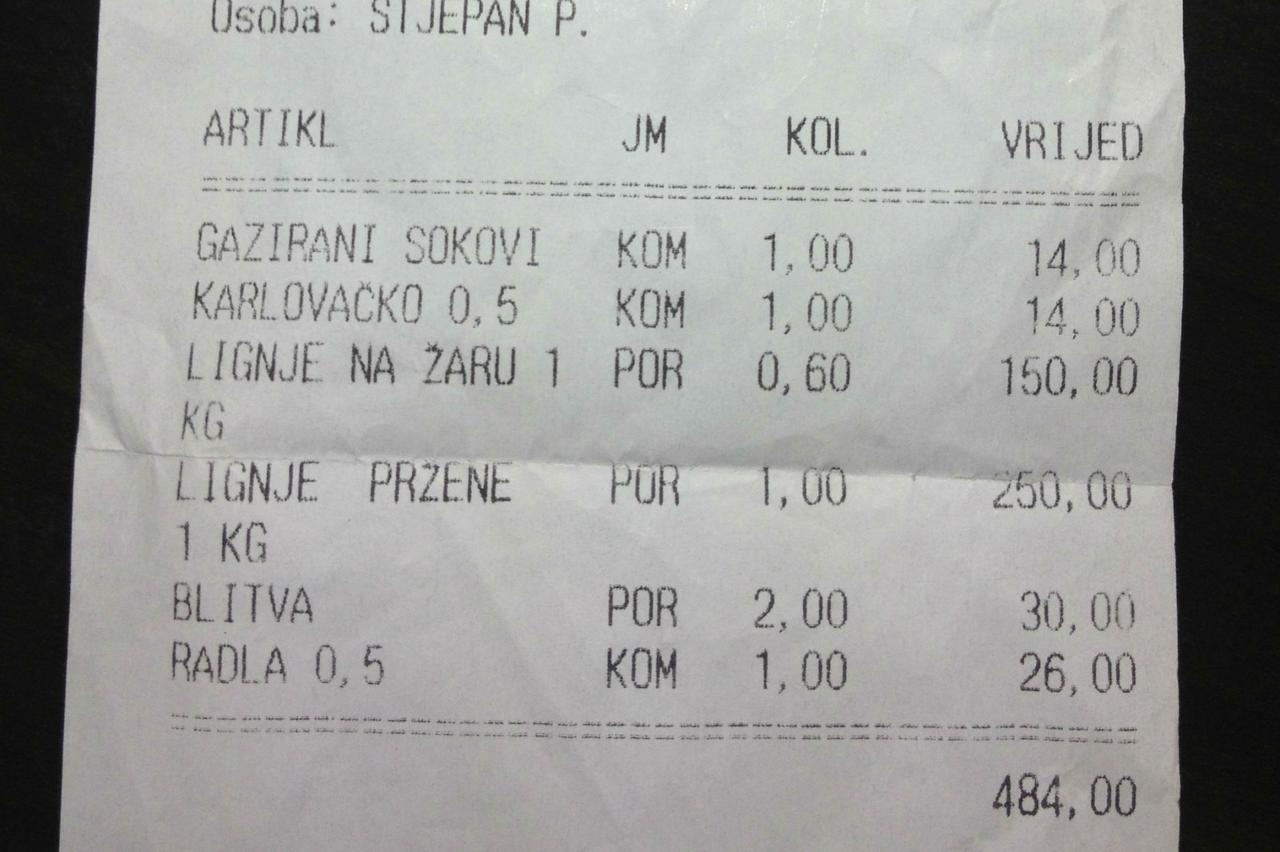 Osoba: STJEPAN P.
ARTIKL JM KOL. VRIJED
GAZIRANI SOKOVI KOM 1,00 14,00
KARLOVAČKO 0,5 KOM 1,00 14,00
LIGNJE NA ŽARU 1 POR 0,60 150,00
KG
LIGNJE PRŽENE POR 1,00 250,00
1 KG
BLITVA POR 2,00 30,00
RADLA 0,5 KOM 1,00 26,00
484,00